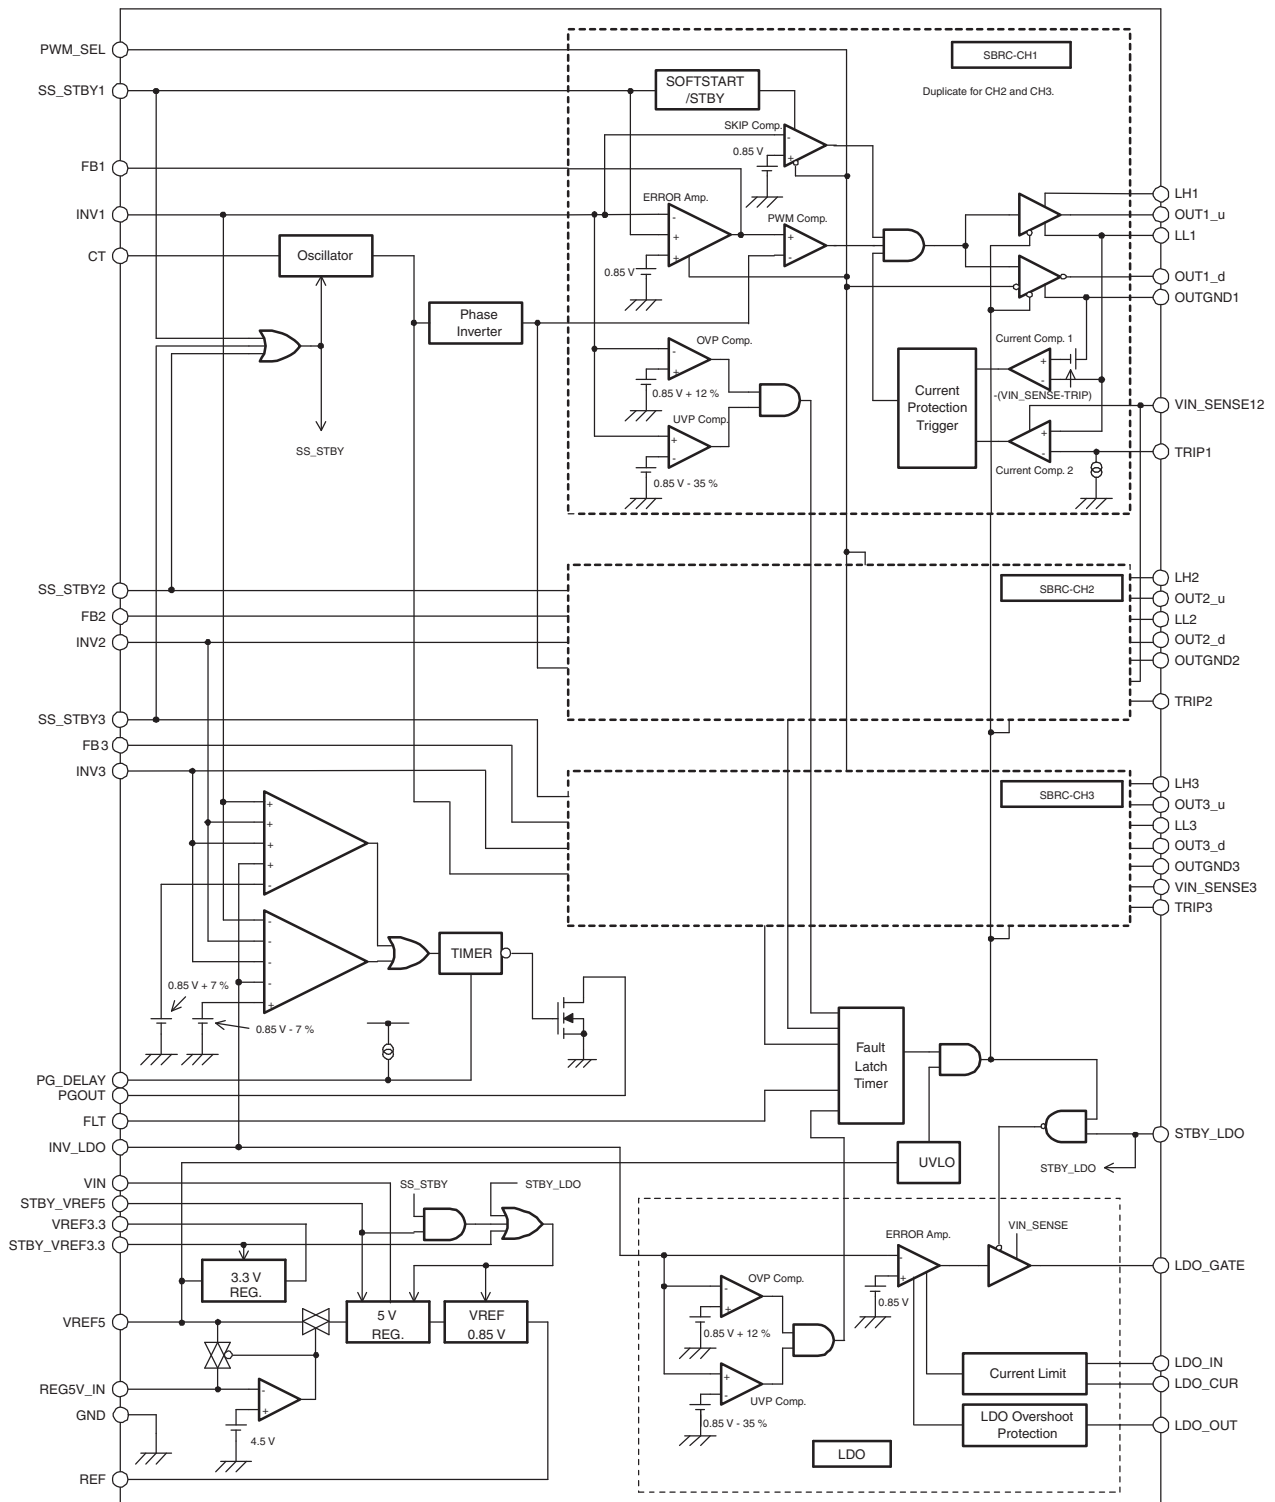 PWM_SEL
SBRC-CH1
SS_STBY1
SOFTSTART
/STBY
Duplicate for CH2 and CH3.
SKIP Comp.
-
+
0.85 V
FB1
LH1
ERROR Amp.
INV1
-
+
+
PWM Comp.
+
-
OUT1_u
LL1
CT
Oscillator
0.85 V
OUT1_d
OUTGND1
Phase
Inverter
OVP Comp.
-
+
Current Comp. 1
+
-
0.85 V + 12 %
Current
Protection
Trigger
-(VIN_SENSE-TRIP)
VIN_SENSE12
UVP Comp.
+
-
+
-
SS_STBY
TRIP1
Current Comp. 2
0.85 V - 35 %
SS_STBY2
SBRC-CH2
LH2
OUT2_u
FB2
LL2
INV2
OUT2_d
OUTGND2
TRIP2
SS_STBY3
FB3
INV3
SBRC-CH3
LH3
OUT3_u
+
+
+
+
-
LL3
OUT3_d
OUTGND3
VIN_SENSE3
TRIP3
-
-
-
-
+
TIMER
0.85 V + 7 %
0.85 V - 7 %
Fault
Latch
Timer
PG_DELAY
PGOUT
FLT
INV_LDO
STBY_LDO
UVLO
STBY_LDO
VIN
SS_STBY
STBY_LDO
STBY_VREF5
VREF3.3
STBY_VREF3.3
ERROR Amp.
VIN_SENSE
-
+
3.3 V
REG.
LDO_GATE
OVP Comp.
-
+
0.85 V
VREF5
5 V
REG.
VREF
0.85 V
0.85 V + 12 %
LDO_IN
Current Limit
REG5V_IN
-
+
+
-
LDO_CUR
UVP Comp.
GND
LDO Overshoot
Protection
LDO_OUT
0.85 V - 35 %
4.5 V
LDO
REF